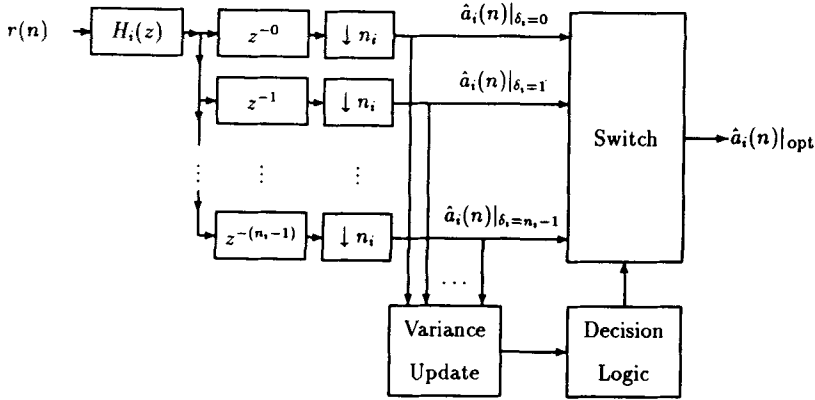 r(n) H_i(z) z^{-0} ↓ n_i â_i(n)|_{δ_i=0}
z^{-1} ↓ n_i â_i(n)|_{δ_i=1}
Switch â_i(n)|_{opt}
⋮ ⋮ ⋮
z^{-(n_i-1)} ↓ n_i â_i(n)|_{δ_i=n_i-1}
...
Variance Update
Decision Logic